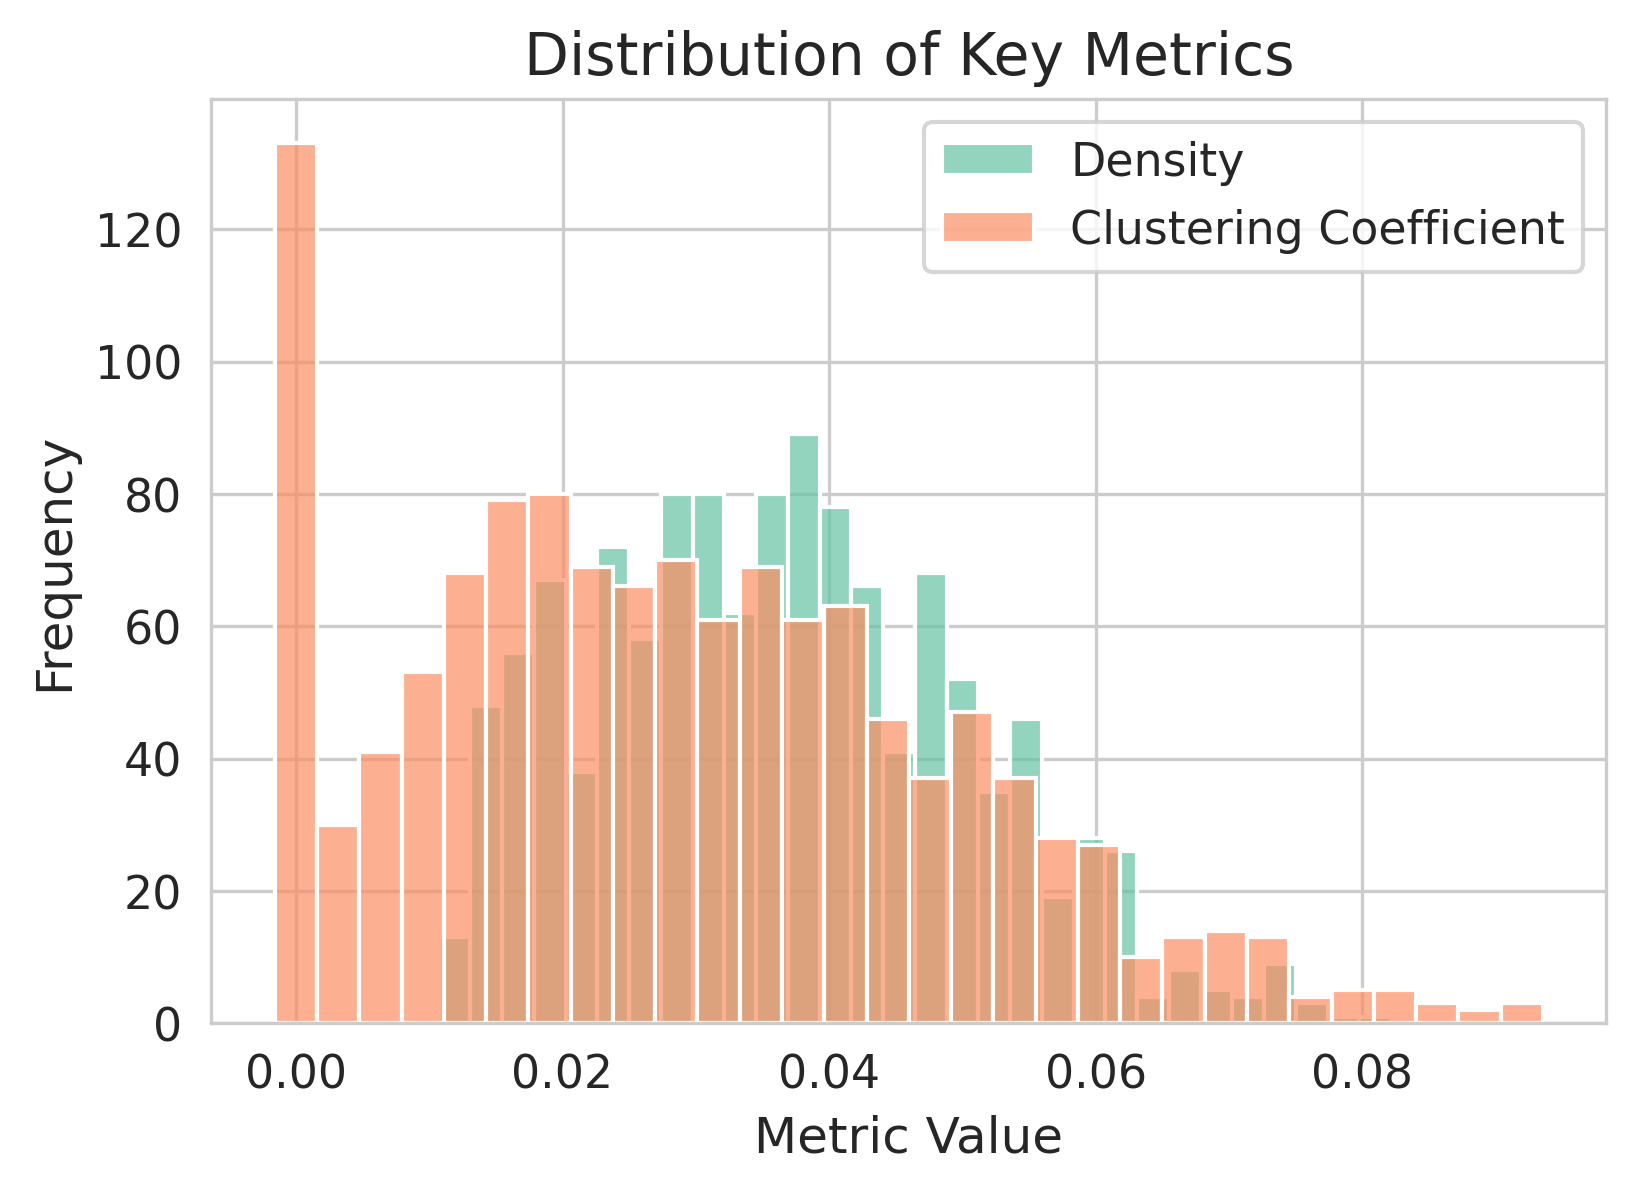 Distribution of Key Metrics
Density
Clustering Coefficient
Frequency
120
100
80
60
40
20
0
0.00 0.02 0.04 0.06 0.08
Metric Value